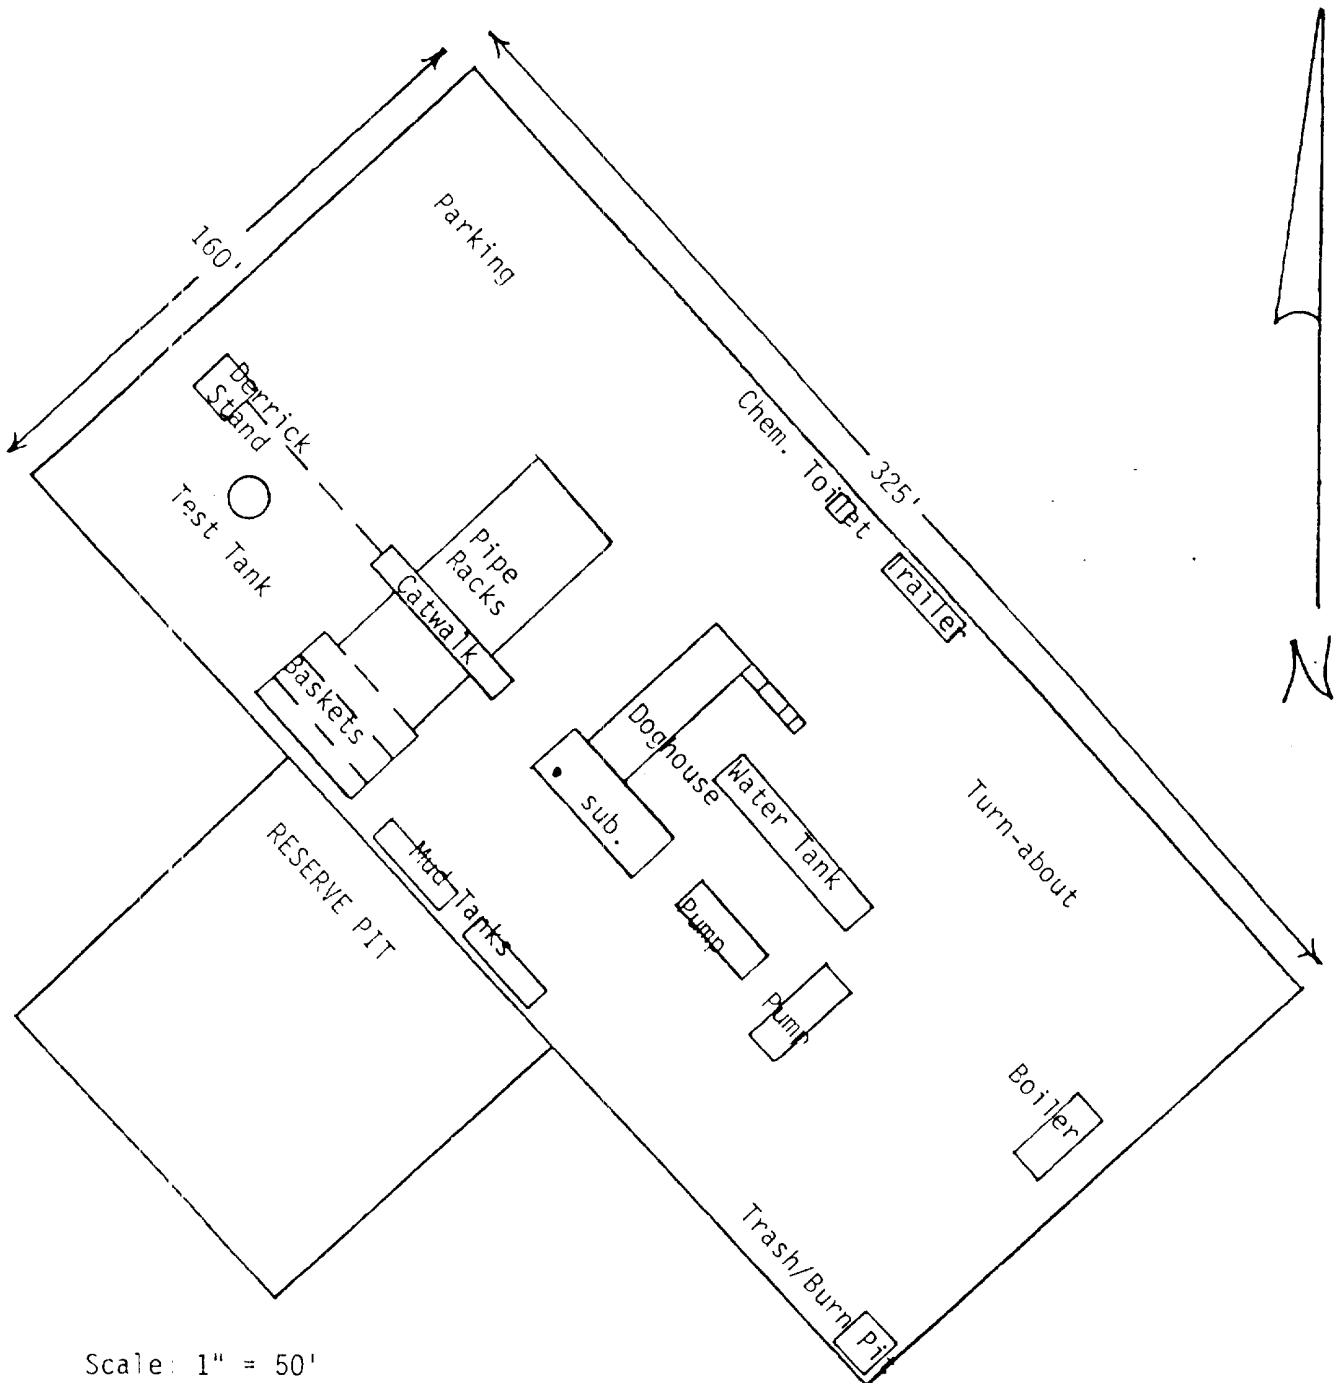 160'
Parking
Derrick
Stand
Test Tank
Chem. Toilet
325'
Trailer
Pipe
Racks
Catwalk
Baskets
Doghouse
sub.
Water Tank
Turn-about
Mud Tanks
RESERVE PIT
Pump
Pump
Boiler
Trash/Burn Pit
Scale: 1" = 50'
N